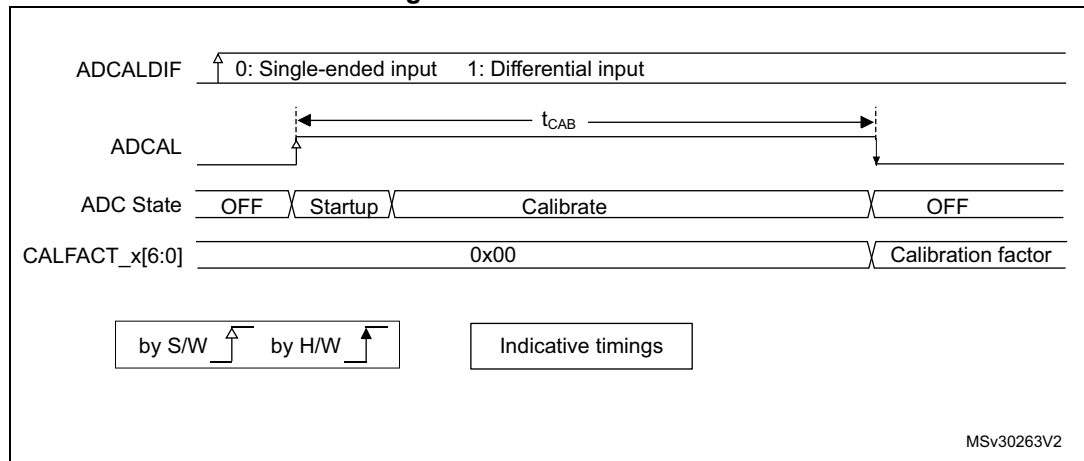 ADCALDIF 0: Single-ended input 1: Differential input
tCAB
ADCAL
ADC State OFF Startup Calibrate OFF
CALFACT_x[6:0] 0x00 Calibration factor
by S/W by H/W Indicative timings
MSv30263V2